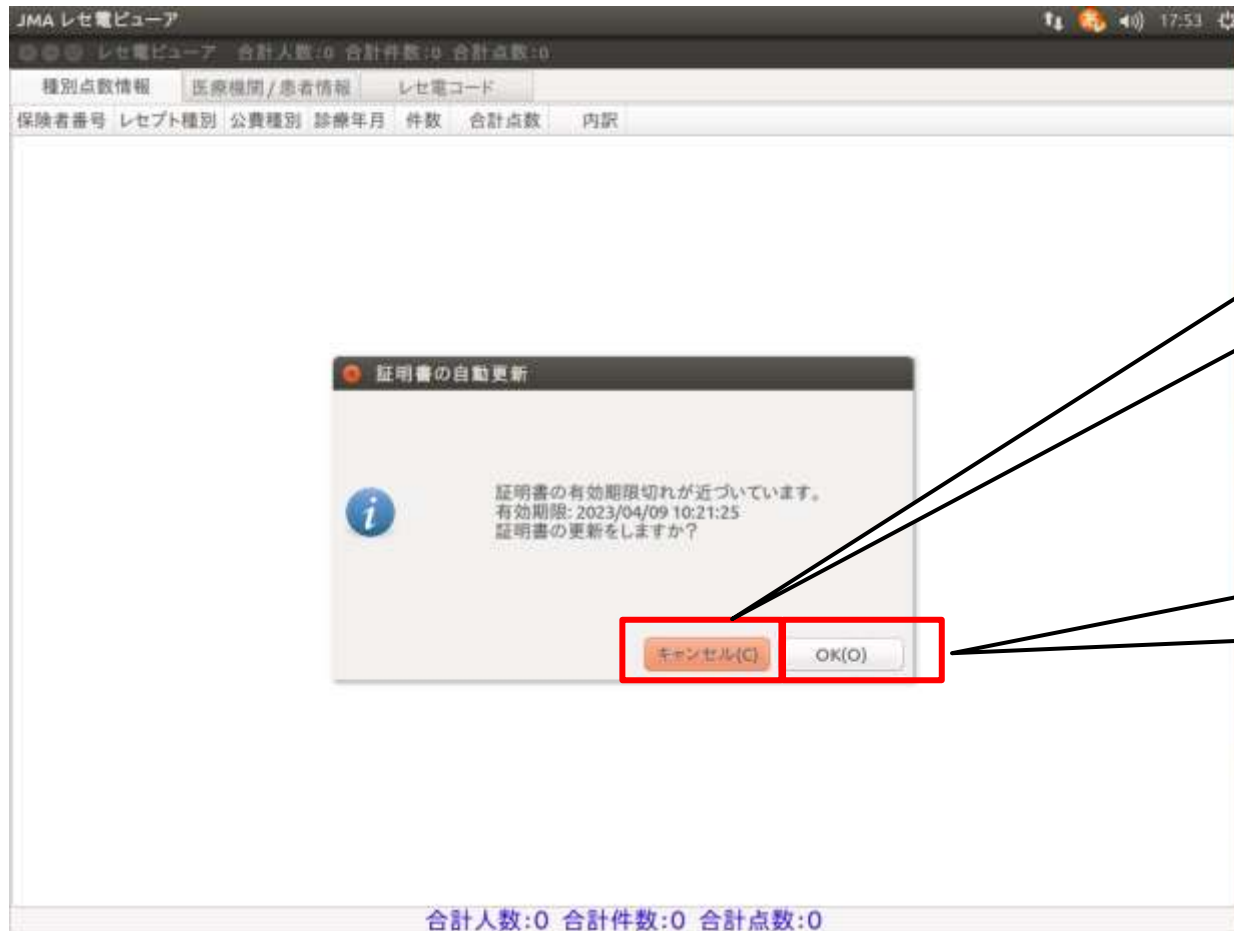 JMA レセ電ビューア 17:53
レセ電ビューア 合計人数:0 合計件数:0 合計点数:0
種別点数情報 医療機関/患者情報 レセ電コード
保険者番号 レセプト種別 公費種別 診療年月 件数 合計点数 内訳
証明書の自動更新
証明書の有効期限切れが近づいています。
有効期限: 2023/04/09 10:21:25
証明書の更新をしますか?
キャンセル(C) OK(O)
合計人数:0 合計件数:0 合計点数:0